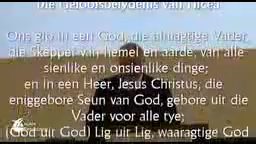 Die Geloofsbelydenis van Nicea
Ons glo in een God, die almagtige Vader,
die Skepper van hemel en aarde, van alle
sienlike en onsienlike dinge;
en in een Heer, Jesus Christus, die
eniggebore Seun van God, gebore uit die
Vader voor alle tye;
(God uit God) Lig uit Lig, waaragtige God